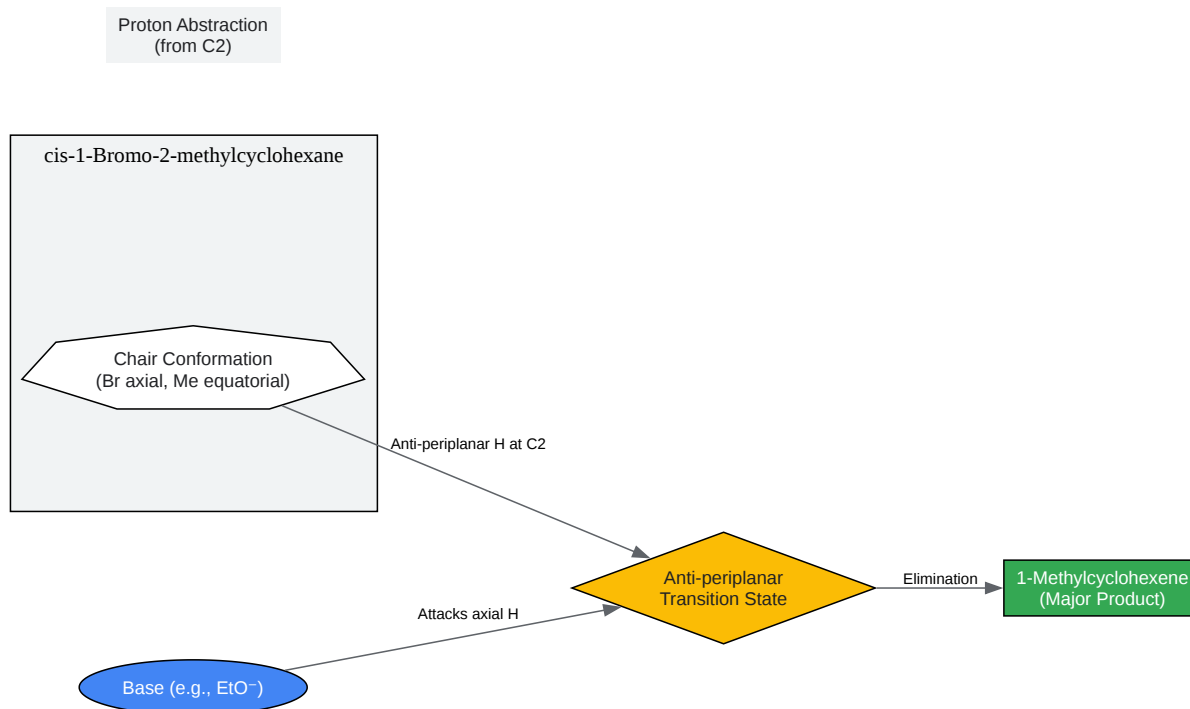 Proton Abstraction
(from C2)
cis-1-Bromo-2-methylcyclohexane
Chair Conformation
(Br axial, Me equatorial)
Anti-periplanar H at C2
Anti-periplanar
Transition State
Elimination
1-Methylcyclohexene
(Major Product)
Attacks axial H
Base (e.g., EtO⁻)